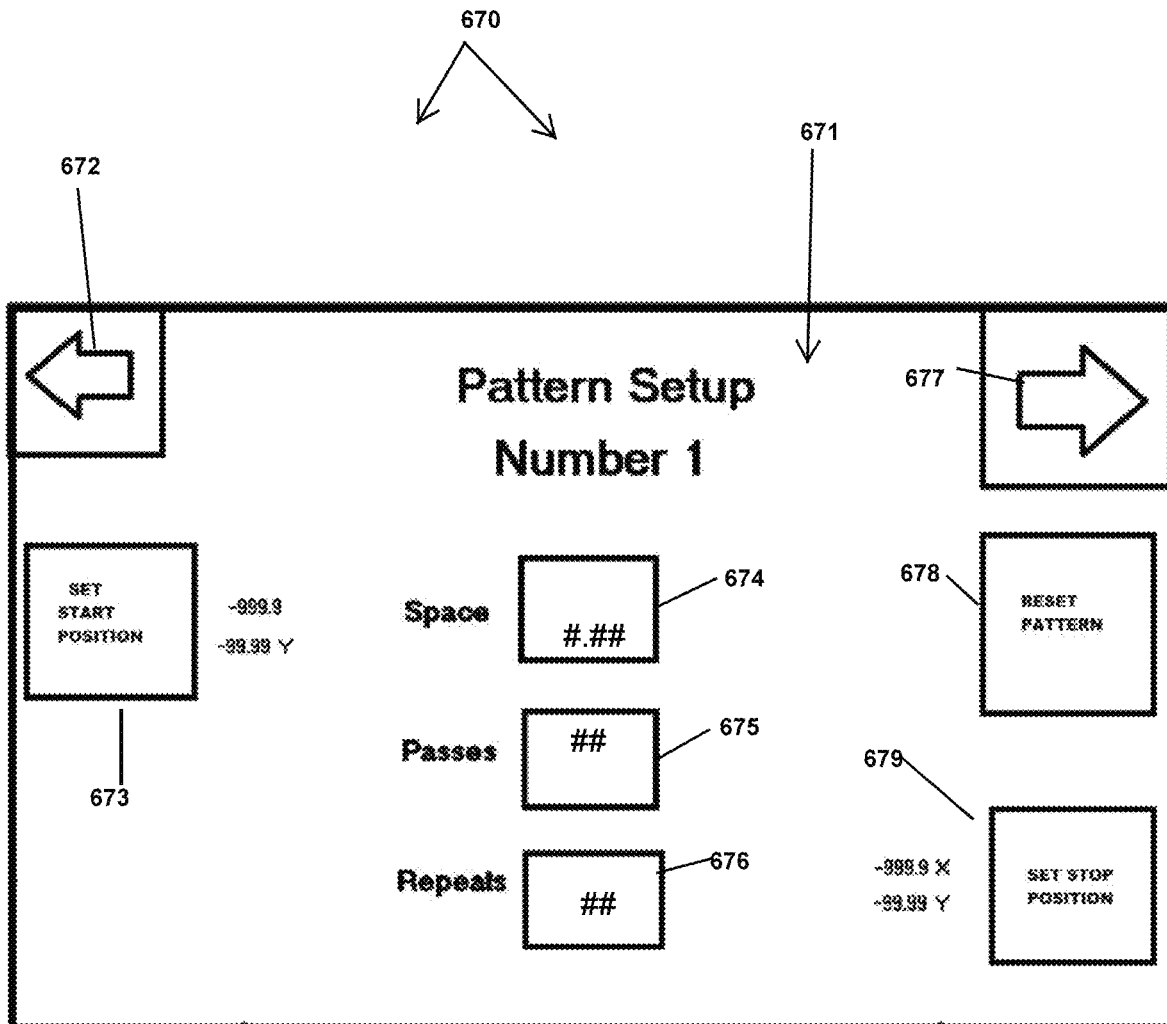 670
671
672
677
Pattern Setup
Number 1
SET
START
POSITION
-999.9
-99.99 Y
673
Space
#.##
674
Passes
##
675
Repeats
##
676
678
RESET
PATTERN
679
-999.9 X
-99.99 Y
SET STOP
POSITION